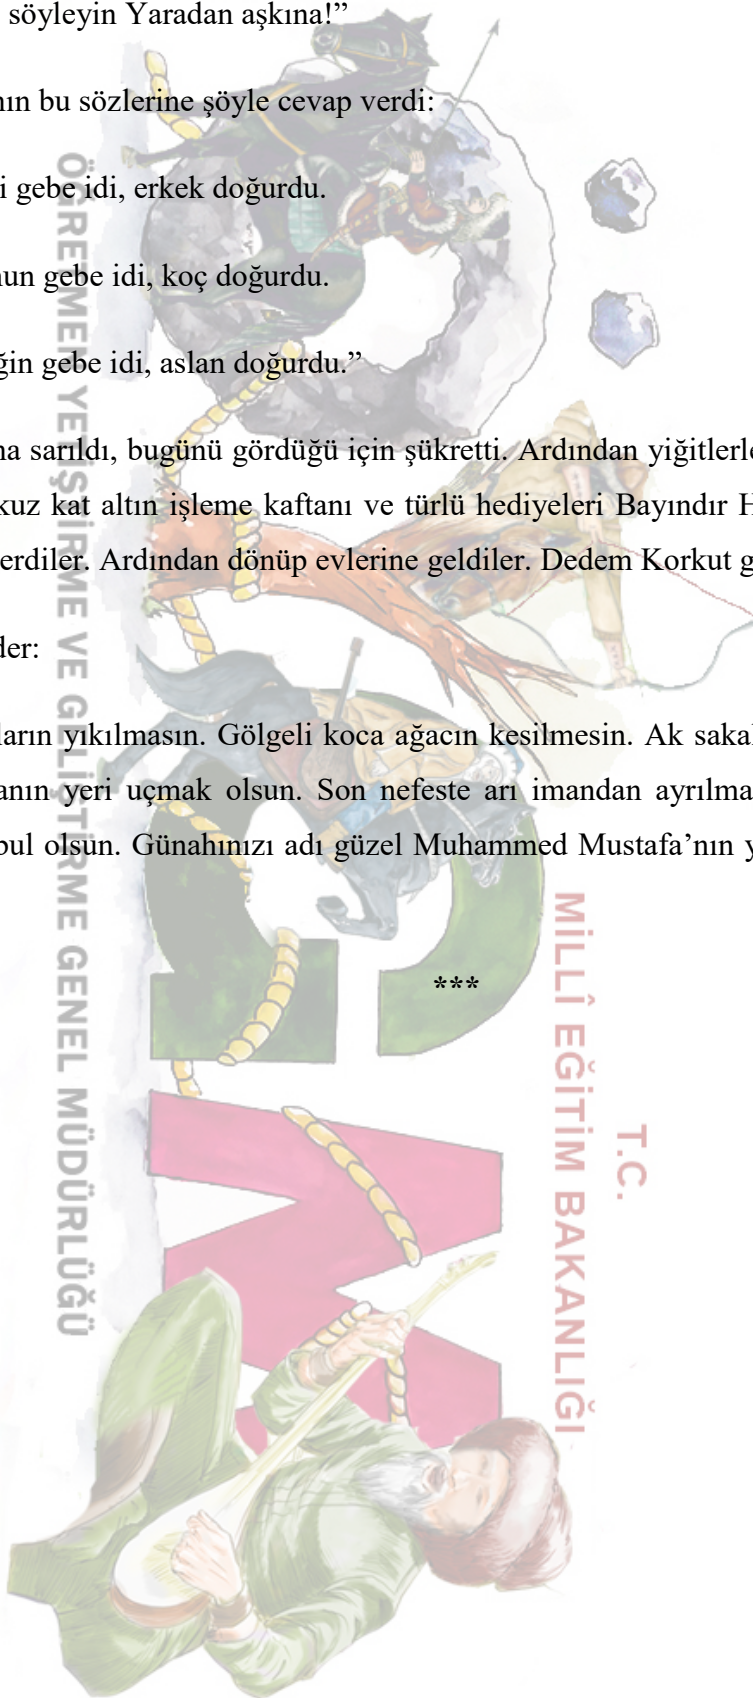 söyleyin Yaradan aşkına!”
nın bu sözlerine şöyle cevap verdi:
i gebe idi, erkek doğurdu.
un gebe idi, koç doğurdu.
ğin gebe idi, aslan doğurdu.”
na sarıldı, bugünü gördüğü için şükretti. Ardından yiğitlerle
kuz kat altın işleme kaftanı ve türlü hediyeleri Bayındır H
erdiler. Ardından dönüp evlerine geldiler. Dedem Korkut g
der:
ların yıkılmasın. Gölgeli koca ağacın kesilmesin. Ak sakal
anın yeri uçmak olsun. Son nefeste arı imandan ayrılma
bul olsun. Günahınızı adı güzel Muhammed Mustafa’nın y
***
ÖĞRETMEN YETİŞTİRME VE GELİŞTİRME GENEL MÜDÜRLÜĞÜ
T.C.
MİLLÎ EĞİTİM BAKANLIĞI